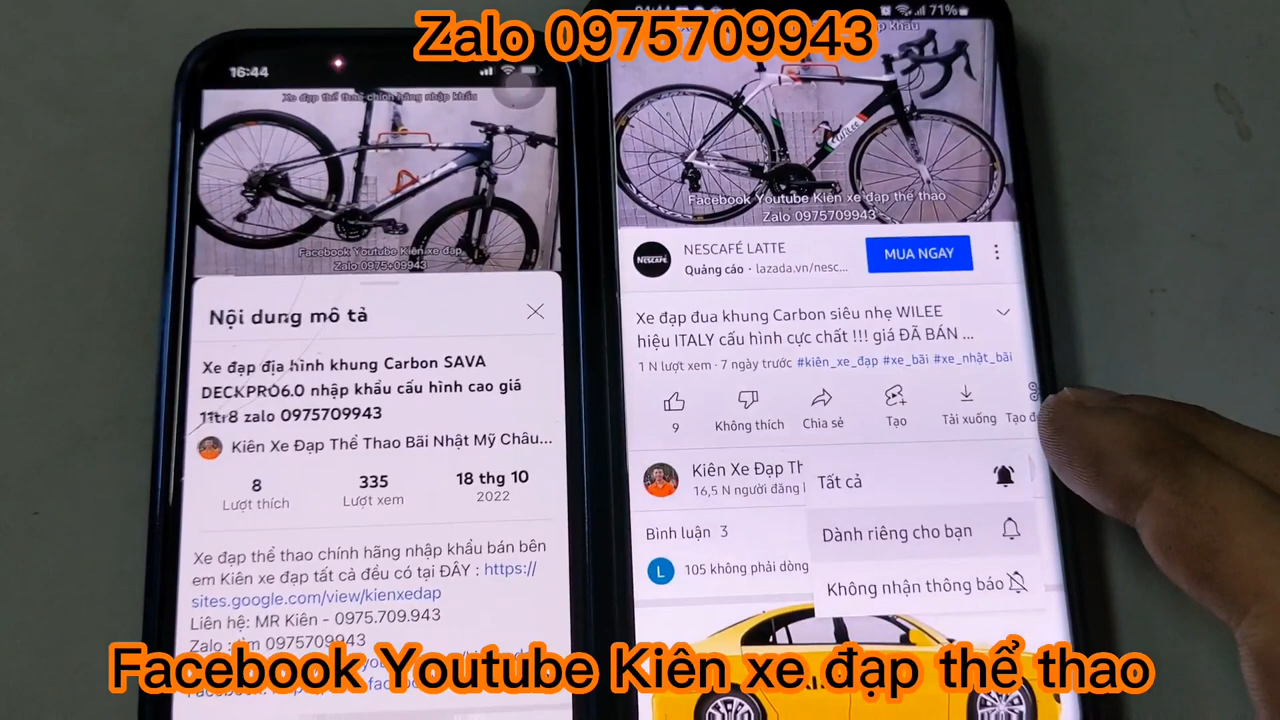 Zalo 0975709943
16:44
Xe đạp thể thao chính hãng nhập khẩu
Facebook Youtube Kiên xe đạp
Zalo 0975709943
Nội dung mô tả
Xe đạp địa hình khung Carbon SAVA
DECKPRO6.0 nhập khẩu cấu hình cao giá
11tr8 zalo 0975709943
Kiên Xe Đạp Thể Thao Bãi Nhật Mỹ Châu...
8
335
18 thg 10
Lượt thích
Lượt xem
2022
Xe đạp thể thao chính hãng nhập khẩu bán bên
em Kiên xe đạp tất cả đều có tại ĐÂY : https://
sites.google.com/view/kienxedap
Liên hệ: MR Kiên - 0975.709.943
Zalo : tìm 0975709943
71%
khẩu
Wilee
Facebook Youtube Kiên xe đạp thể thao
Zalo 0975709943
NESCAFÉ
NESCAFÉ LATTE
Quảng cáo · lazada.vn/nesc...
MUA NGAY
Xe đạp đua khung Carbon siêu nhẹ WILEE
hiệu ITALY cấu hình cực chất !!! giá ĐÃ BÁN ...
1 N lượt xem · 7 ngày trước #kiên_xe_đạp #xe_bãi #xe_nhật_bãi
9
Không thích
Chia sẻ
Tạo
Tải xuống
Tạo
Kiên Xe Đạp Th
16,5 N người đăng
Tất cả
Dành riêng cho bạn
Không nhận thông báo
Bình luận 3
L
105 không phải dòng
Facebook Youtube Kiên xe đạp thể thao